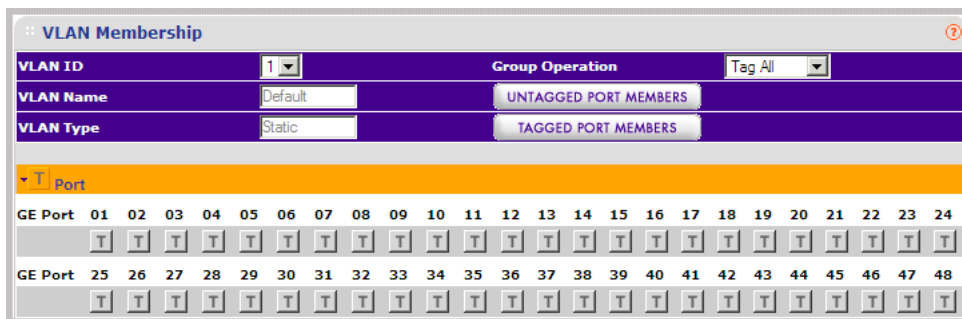 VLAN Membership ?
VLAN ID 1 Group Operation Tag All
VLAN Name Default UNTAGGED PORT MEMBERS
VLAN Type Static TAGGED PORT MEMBERS
T Port
GE Port 01 02 03 04 05 06 07 08 09 10 11 12 13 14 15 16 17 18 19 20 21 22 23 24
T T T T T T T T T T T T T T T T T T T T T T T T
GE Port 25 26 27 28 29 30 31 32 33 34 35 36 37 38 39 40 41 42 43 44 45 46 47 48
T T T T T T T T T T T T T T T T T T T T T T T T